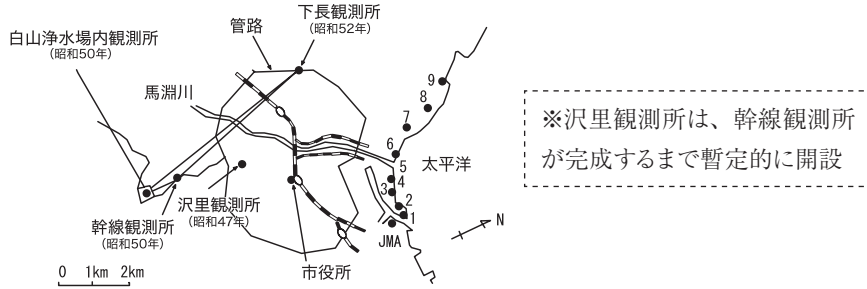 下長観測所
(昭和52年)
管路
白山浄水場内観測所
(昭和50年)
馬淵川
9
8
7
6
5
太平洋
4
3
2
1
JMA
N
沢里観測所
(昭和47年)
幹線観測所
(昭和50年)
市役所
0 1km 2km
※沢里観測所は、幹線観測所
が完成するまで暫定的に開設